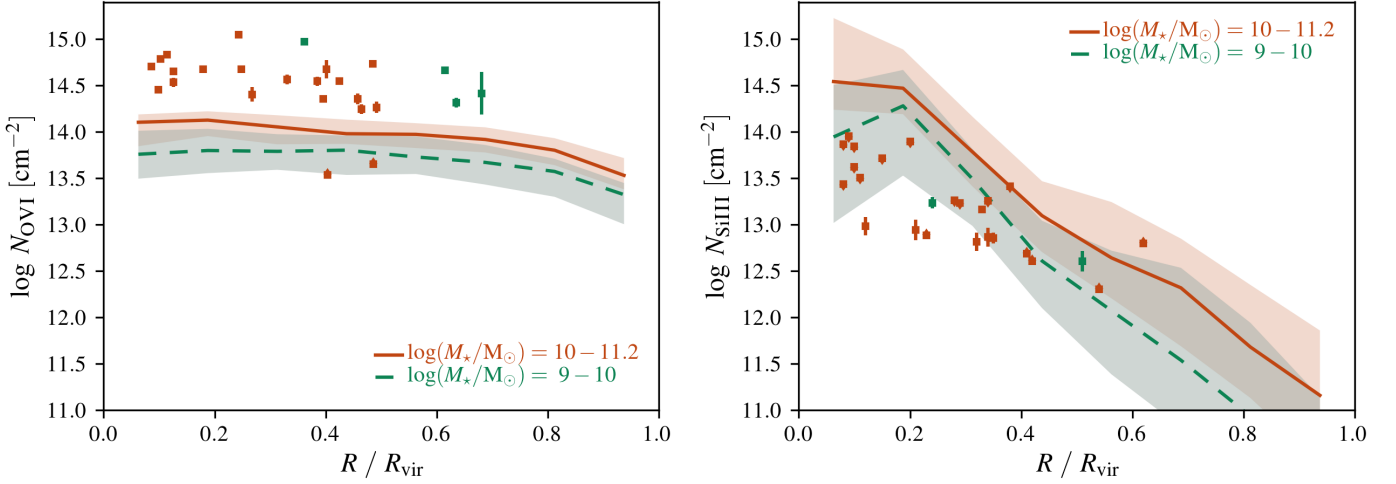 log N_OVI [cm⁻²]
15.0
14.5
14.0
13.5
13.0
12.5
12.0
11.5
11.0
log(M⋆/M⊙) = 10 − 11.2
log(M⋆/M⊙) = 9 − 10
0.0 0.2 0.4 0.6 0.8 1.0
R / R_vir
log N_SiIII [cm⁻²]
15.0
14.5
14.0
13.5
13.0
12.5
12.0
11.5
11.0
log(M⋆/M⊙) = 10 − 11.2
log(M⋆/M⊙) = 9 − 10
0.0 0.2 0.4 0.6 0.8 1.0
R / R_vir